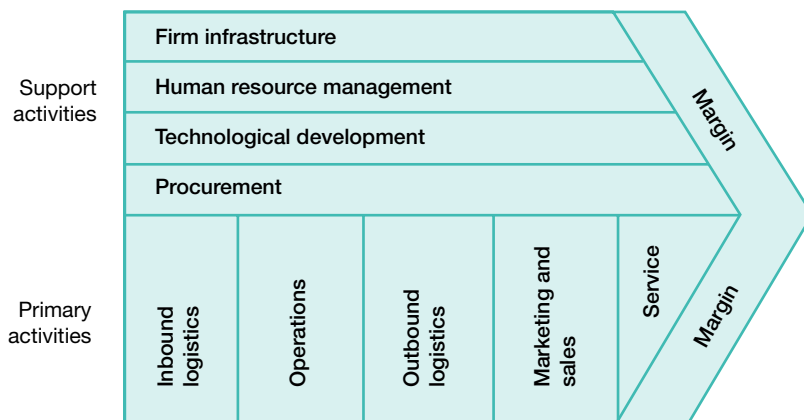 Firm infrastructure
Support
activities
Human resource management
Technological development
Procurement
Margin
Primary
activities
Inbound
logistics
Operations
Outbound
logistics
Marketing and
sales
Service
Margin